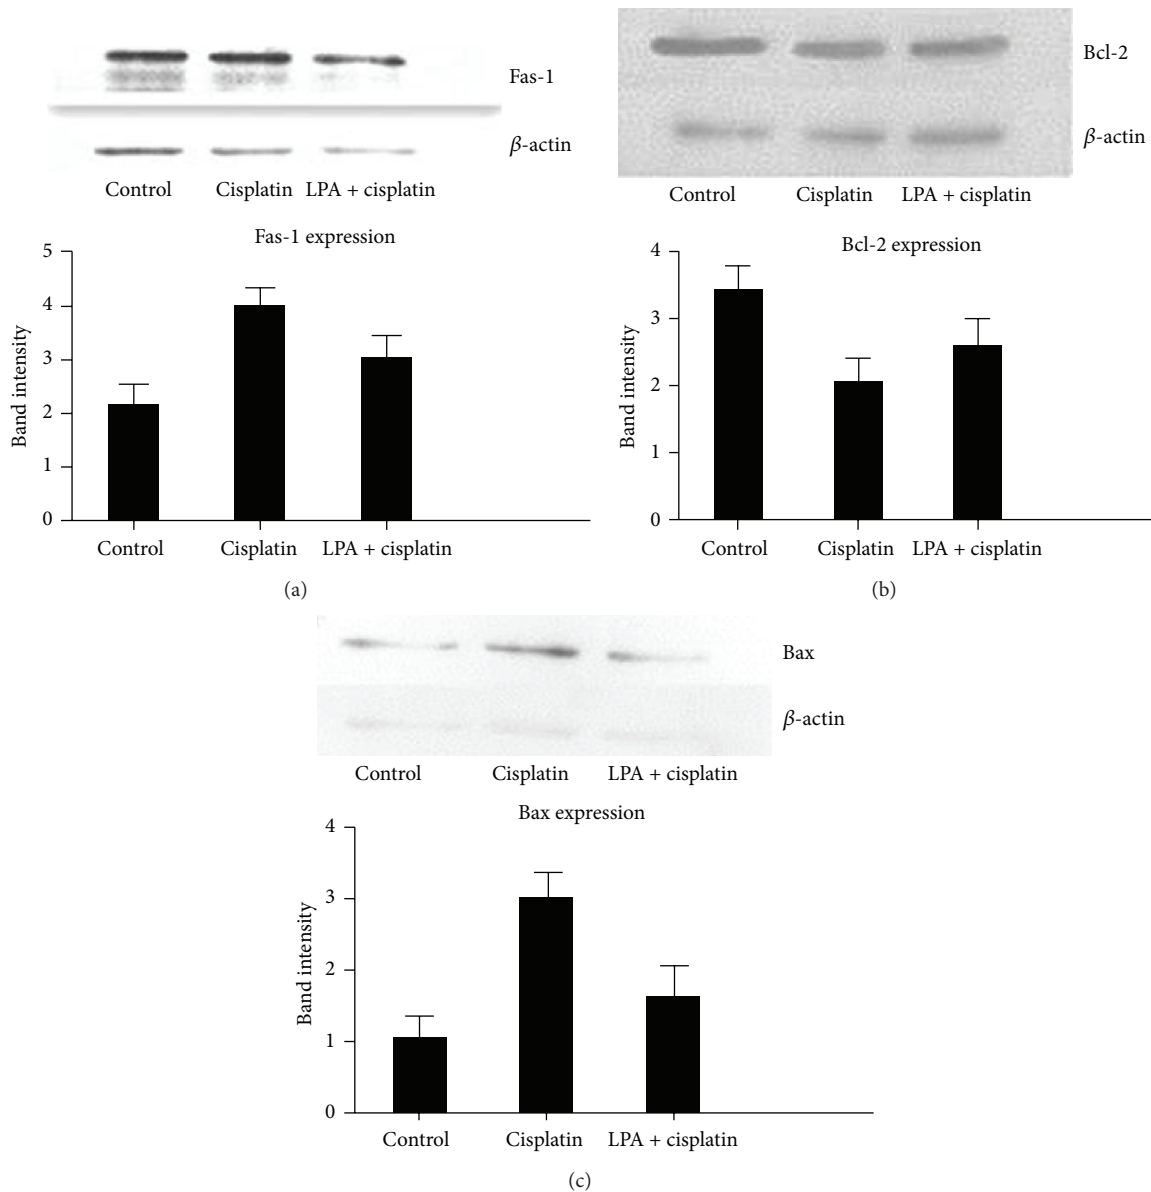 Fas-1
β-actin
Control Cisplatin LPA + cisplatin
Fas-1 expression
5
4
3
2
1
0
Band intensity
Control Cisplatin LPA + cisplatin
(a)
Bcl-2
β-actin
Control Cisplatin LPA + cisplatin
Bcl-2 expression
4
3
2
1
0
Band intensity
Control Cisplatin LPA + cisplatin
(b)
Bax
β-actin
Control Cisplatin LPA + cisplatin
Bax expression
4
3
2
1
0
Band intensity
Control Cisplatin LPA + cisplatin
(c)